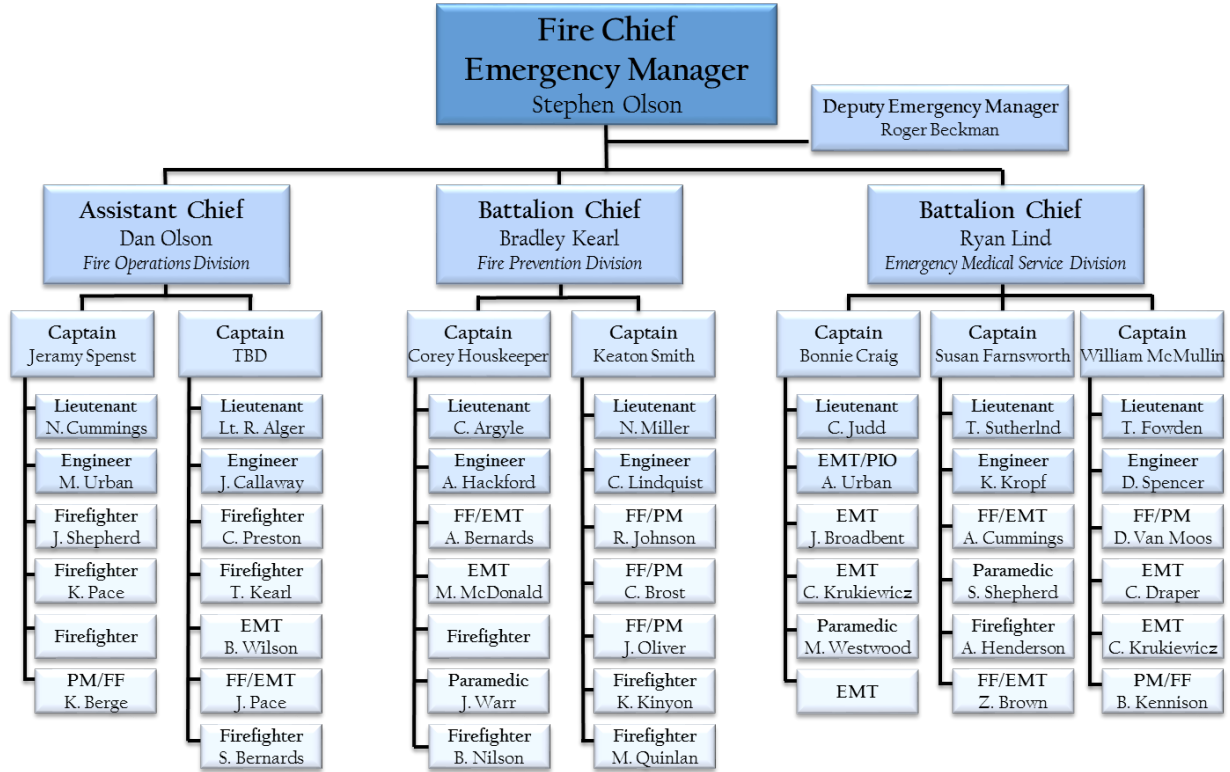 Fire Chief
Emergency Manager
Stephen Olson
Deputy Emergency Manager
Roger Beckman
Assistant Chief
Dan Olson
Fire Operations Division
Battalion Chief
Bradley Kearl
Fire Prevention Division
Battalion Chief
Ryan Lind
Emergency Medical Service Division
Captain
Jeramy Spenst
Lieutenant
N. Cummings
Engineer
M. Urban
Firefighter
J. Shepherd
Firefighter
K. Pace
Firefighter
PM/FF
K. Berge
Captain
TBD
Lieutenant
Lt. R. Alger
Engineer
J. Callaway
Firefighter
C. Preston
Firefighter
T. Kearl
EMT
B. Wilson
FF/EMT
J. Pace
Firefighter
S. Bernards
Captain
Corey Houskeeper
Lieutenant
C. Argyle
Engineer
A. Hackford
FF/EMT
A. Bernards
EMT
M. McDonald
Firefighter
Paramedic
J. Warr
Firefighter
B. Nilson
Captain
Keaton Smith
Lieutenant
N. Miller
Engineer
C. Lindquist
FF/PM
R. Johnson
FF/PM
C. Brost
FF/PM
J. Oliver
Firefighter
K. Kinyon
Firefighter
M. Quinlan
Captain
Bonnie Craig
Lieutenant
C. Judd
EMT/PIO
A. Urban
EMT
J. Broadbent
EMT
C. Krukiewicz
Paramedic
M. Westwood
EMT
Captain
Susan Farnsworth
Lieutenant
T. Sutherlnd
Engineer
K. Kropf
FF/EMT
A. Cummings
Paramedic
S. Shepherd
Firefighter
A. Henderson
FF/EMT
Z. Brown
Captain
William McMullin
Lieutenant
T. Fowden
Engineer
D. Spencer
FF/PM
D. Van Moos
EMT
C. Draper
EMT
C. Krukiewicz
PM/FF
B. Kennison